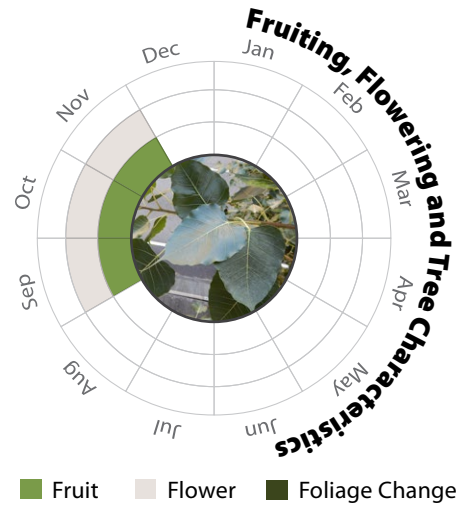 Fruiting, Flowering and Tree Characteristics
Jan
Feb
Mar
Apr
May
Jun
Jul
Aug
Sep
Oct
Nov
Dec
Fruit
Flower
Foliage Change